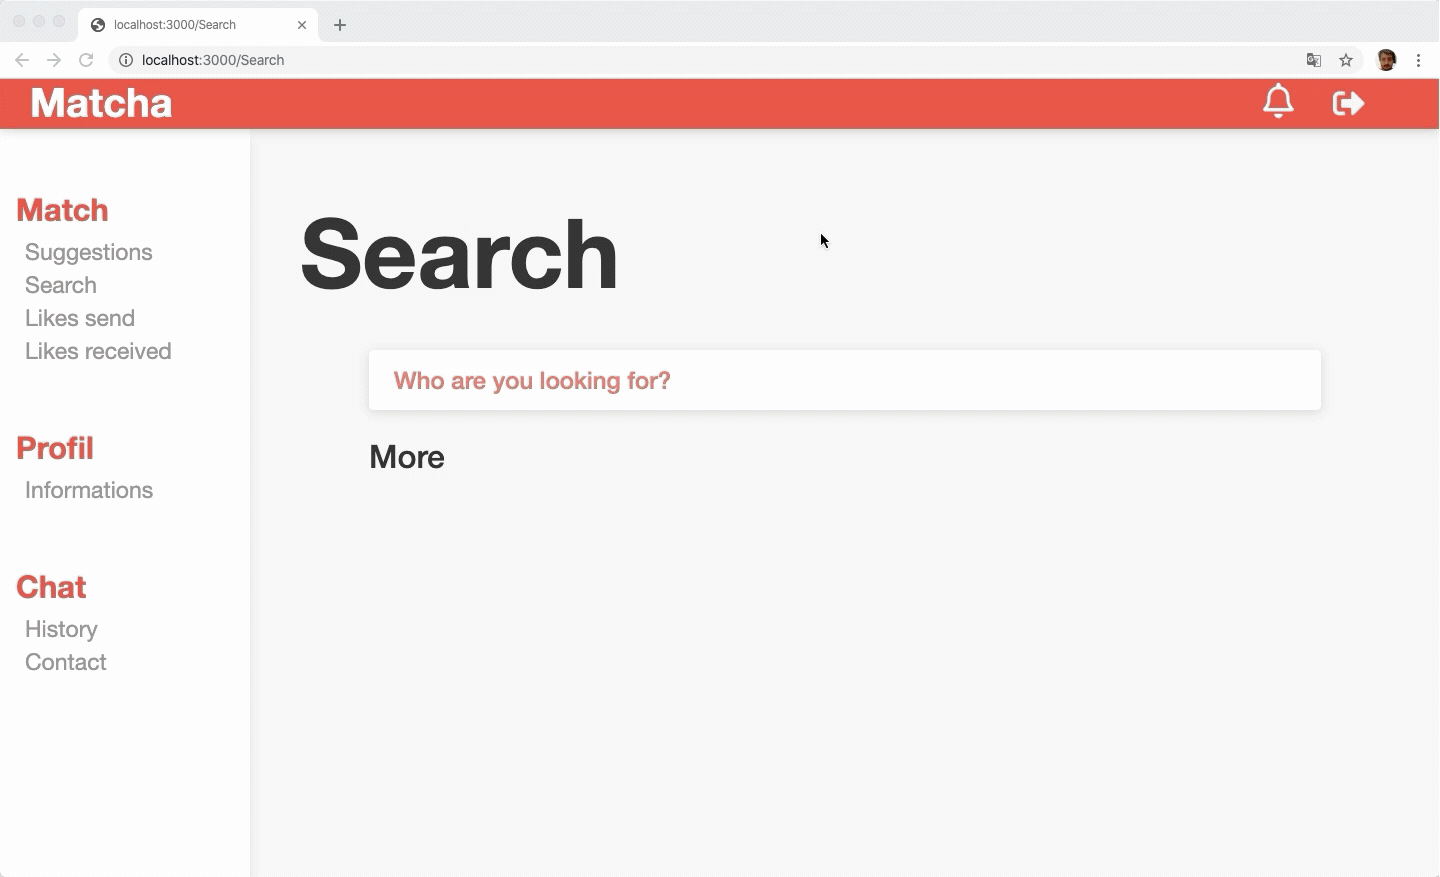 localhost:3000/Search
localhost:3000/Search
Matcha
Match
Suggestions
Search
Likes send
Likes received
Profil
Informations
Chat
History
Contact
Search
Who are you looking for?
More